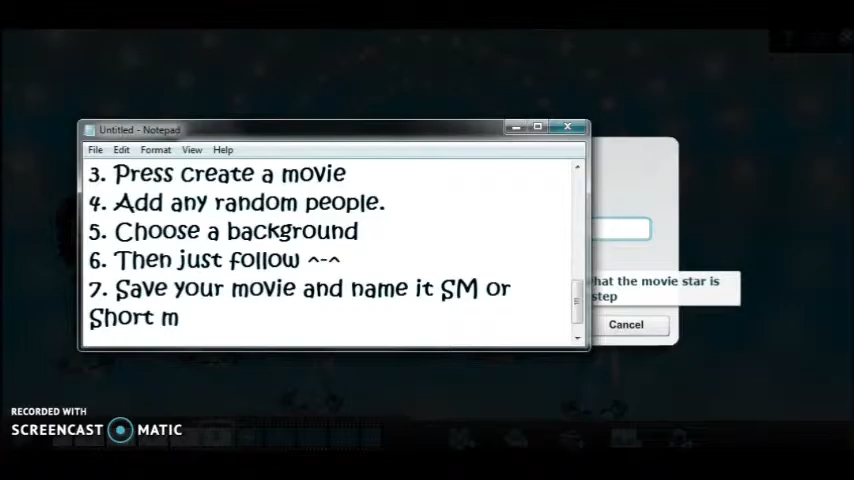 Untitled - Notepad
File Edit Format View Help
3. Press create a movie
4. Add any random people.
5. Choose a background
6. Then just follow ^-^
7. Save your movie and name it SM or
Short m
what the movie star is
step
Cancel
RECORDED WITH
SCREENCAST MATIC